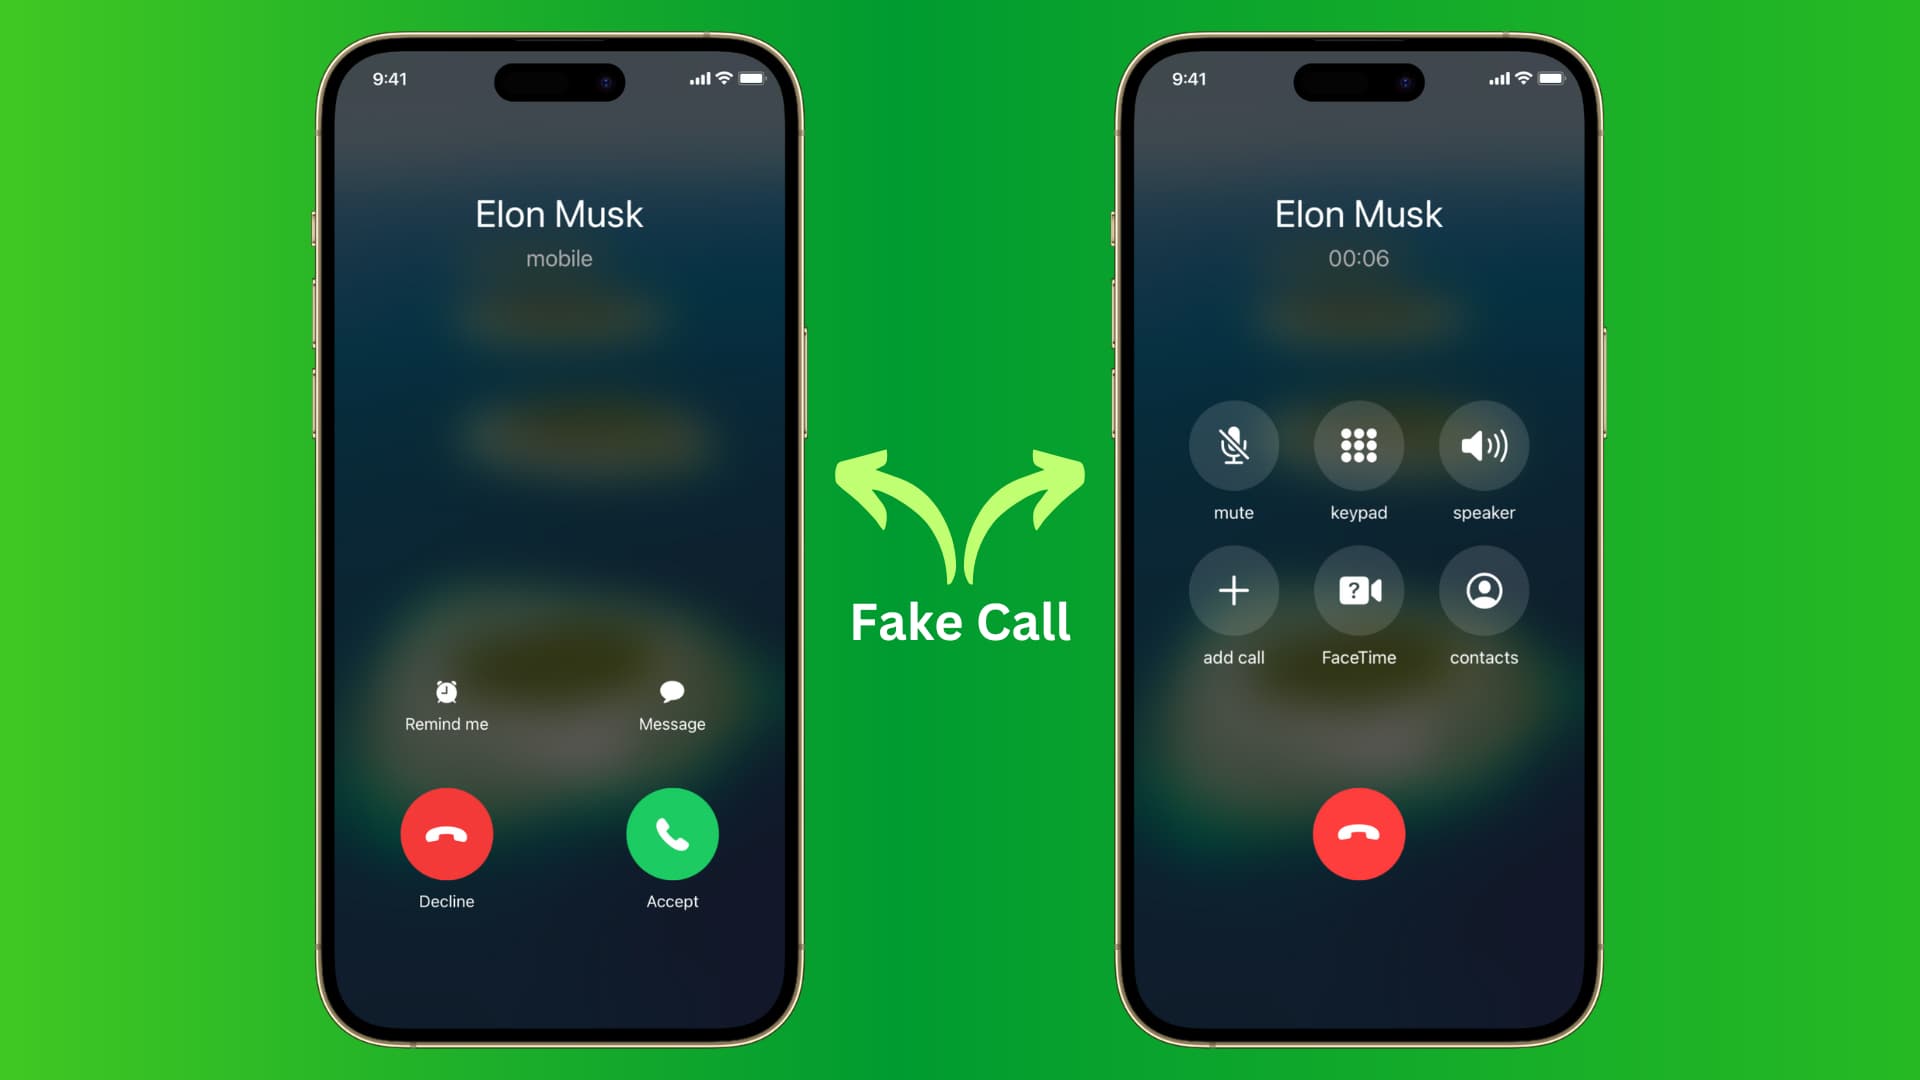 9:41
Elon Musk
mobile
Remind me
Message
Decline
Accept
Fake Call
9:41
Elon Musk
00:06
mute
keypad
speaker
?
add call
FaceTime
contacts